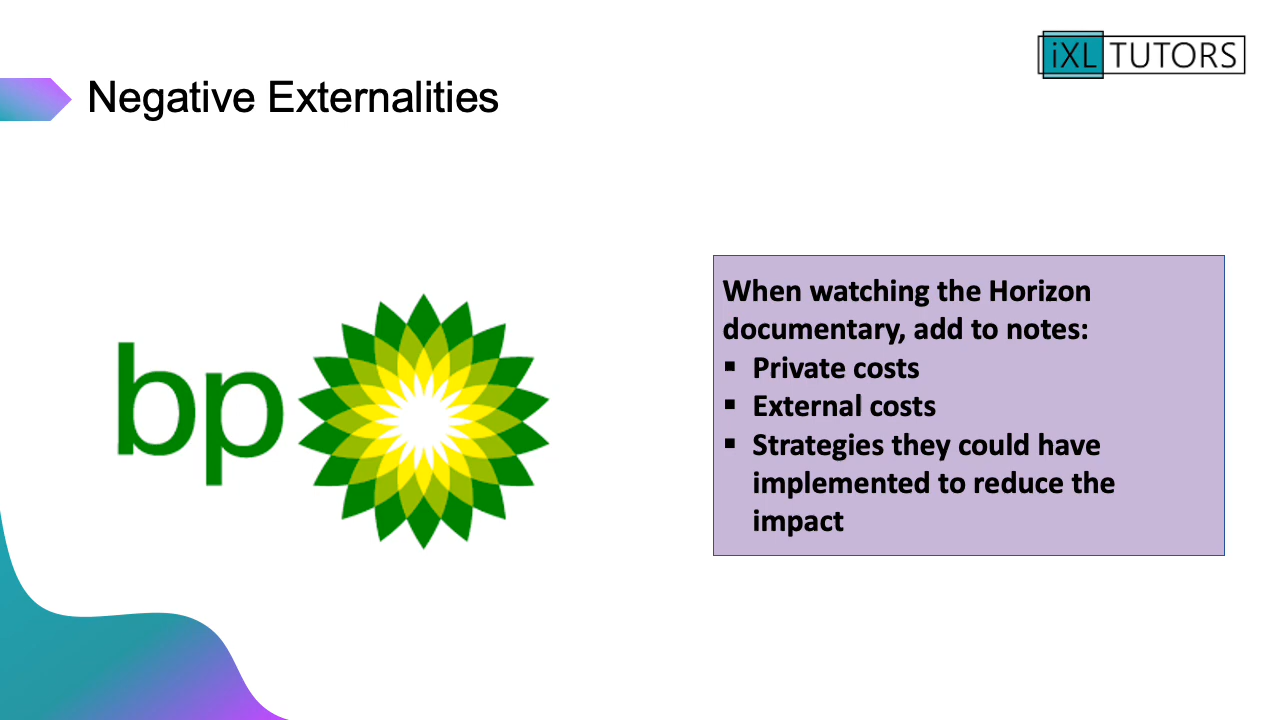 iXL TUTORS
Negative Externalities
bp
When watching the Horizon
documentary, add to notes:
▪ Private costs
▪ External costs
▪ Strategies they could have
implemented to reduce the
impact